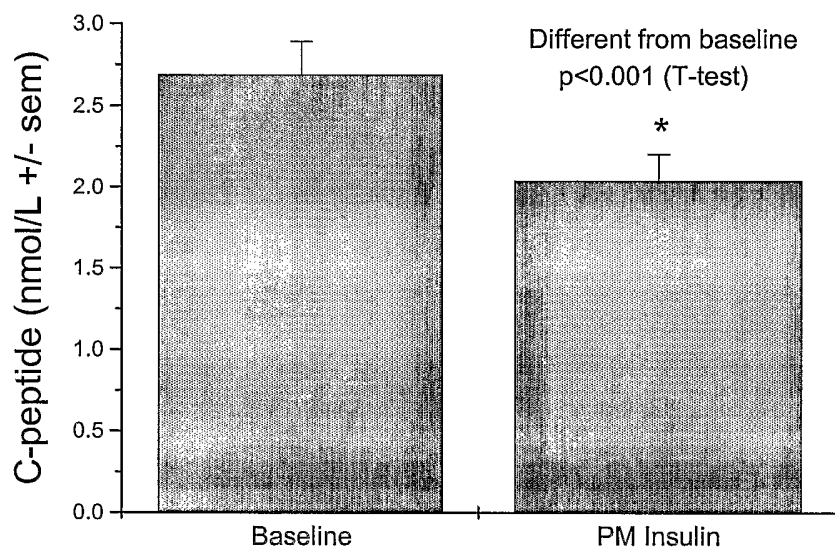 C-peptide (nmol/L +/- sem)
3.0
2.5
2.0
1.5
1.0
0.5
0.0
Different from baseline
p<0.001 (T-test)
*
Baseline
PM Insulin